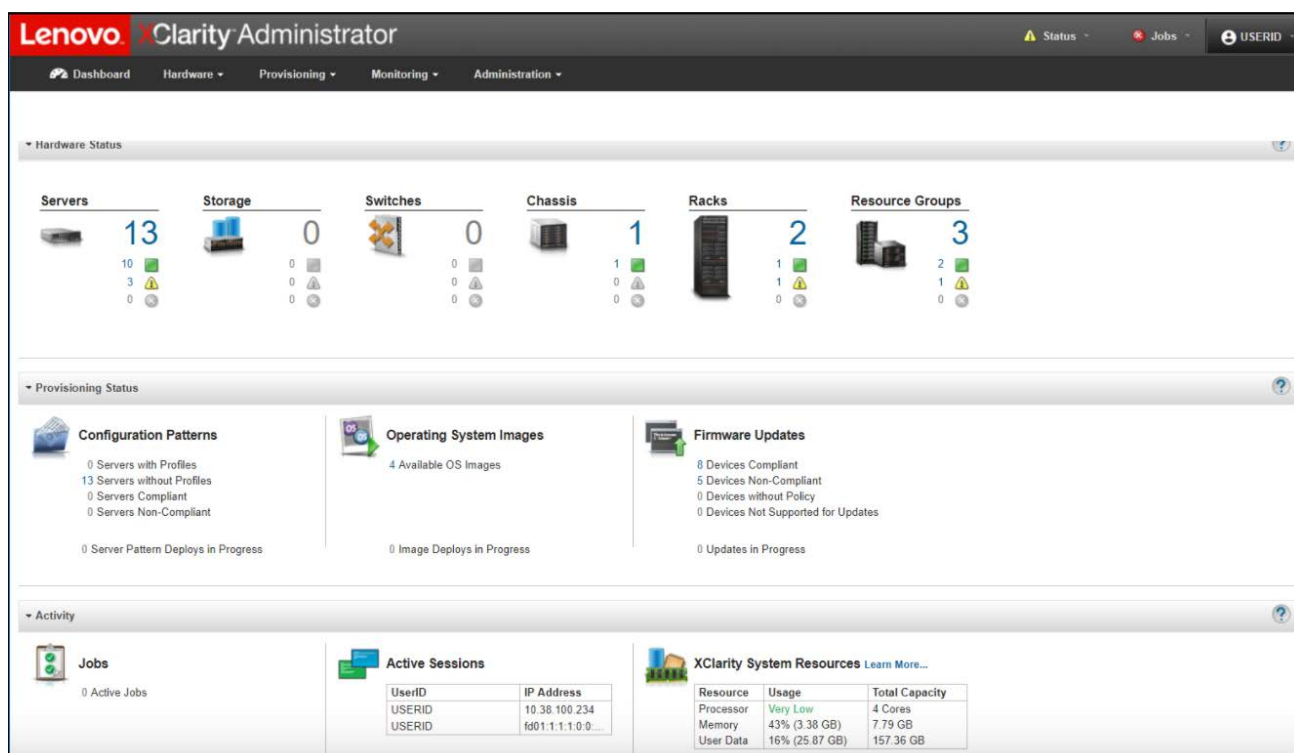 Lenovo. XClarity Administrator
Status
Jobs
USERID
Dashboard Hardware Provisioning Monitoring Administration
Hardware Status
Servers Storage Switches Chassis Racks Resource Groups
13 0 0 1 2 3
10 0 0 1 1 2
3 0 0 0 1 1
0 0 0 0 0 0
Provisioning Status
Configuration Patterns
0 Servers with Profiles
13 Servers without Profiles
0 Servers Compliant
0 Servers Non-Compliant
0 Server Pattern Deploys in Progress
Operating System Images
4 Available OS Images
0 Image Deploys in Progress
Firmware Updates
8 Devices Compliant
5 Devices Non-Compliant
0 Devices without Policy
0 Devices Not Supported for Updates
0 Updates in Progress
Activity
Jobs
0 Active Jobs
Active Sessions
UserID IP Address
USERID 10.38.100.234
USERID fd01:1:1:1:0:0:...
XClarity System Resources Learn More...
Resource Usage Total Capacity
Processor Very Low 4 Cores
Memory 43% (3.38 GB) 7.79 GB
User Data 16% (25.87 GB) 157.36 GB